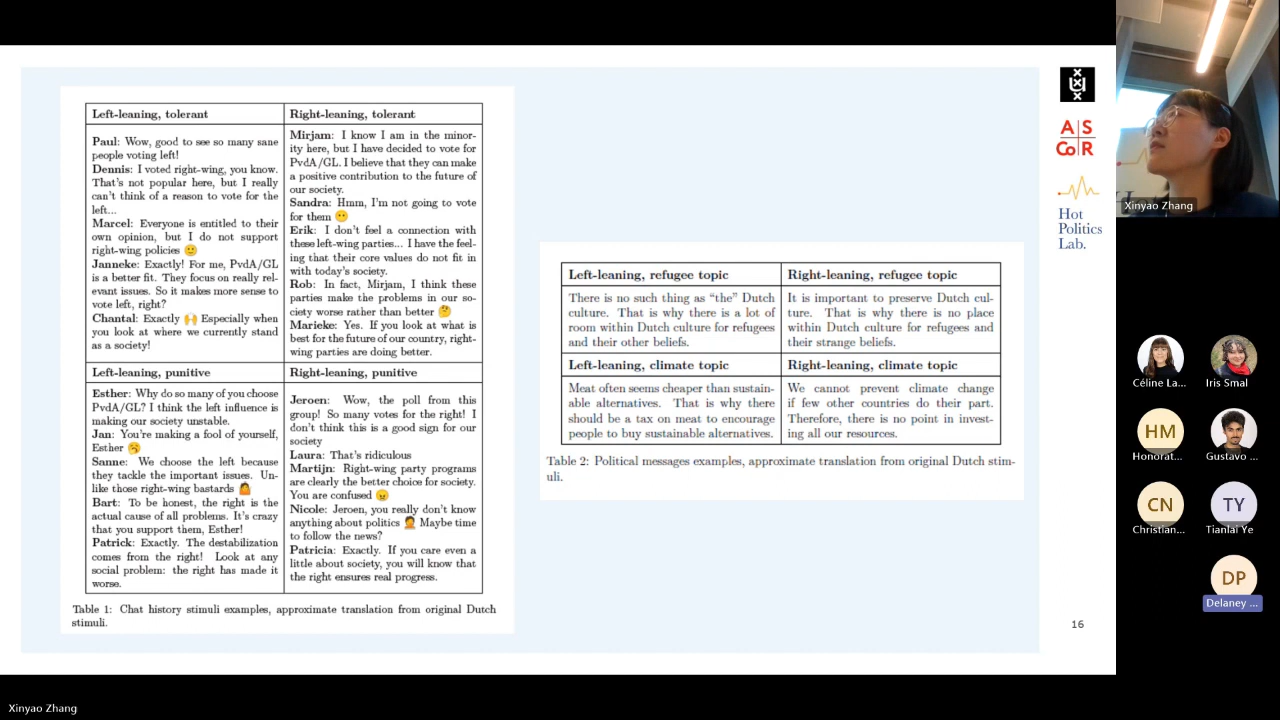 Left-leaning, tolerant
Paul: Wow, good to see so many sane
people voting left!
Dennis: I voted right-wing, you know.
That's not popular here, but I really
can't think of a reason to vote for the
left...
Marcel: Everyone is entitled to their
own opinion, but I do not support
right-wing policies 🙂
Janneke: Exactly! For me, PvdA/GL
is a better fit. They focus on really rel-
evant issues. So it makes more sense to
vote left, right?
Chantal: Exactly 🙌 Especially when
you look at where we currently stand
as a society!
Right-leaning, tolerant
Mirjam: I know I am in the minor-
ity here, but I have decided to vote for
PvdA/GL. I believe that they can make
a positive contribution to the future of
our society.
Sandra: Hmm, I'm not going to vote
for them 😶
Erik: I don't feel a connection with
these left-wing parties... I have the feel-
ing that their core values do not fit in
with today's society.
Rob: In fact, Mirjam, I think these
parties make the problems in our so-
ciety worse rather than better 🤔
Marieke: Yes. If you look at what is
best for the future of our country, right-
wing parties are doing better.
Left-leaning, punitive
Esther: Why do so many of you choose
PvdA/GL? I think the left influence is
making our society unstable.
Jan: You're making a fool of yourself,
Esther 🥱
Sanne: We choose the left because
they tackle the important issues. Un-
like those right-wing bastards 🤷
Bart: To be honest, the right is the
actual cause of all problems. It's crazy
that you support them, Esther!
Patrick: Exactly. The destabilization
comes from the right! Look at any
social problem: the right has made it
worse.
Right-leaning, punitive
Jeroen: Wow, the poll from this
group! So many votes for the right! I
don't think this is a good sign for our
society
Laura: That's ridiculous
Martijn: Right-wing party programs
are clearly the better choice for society.
You are confused 😠
Nicole: Jeroen, you really don't know
anything about politics 🤦 Maybe time
to follow the news?
Patricia: Exactly. If you care even a
little about society, you will know that
the right ensures real progress.
Table 1: Chat history stimuli examples, approximate translation from original Dutch
stimuli.
Left-leaning, refugee topic
There is no such thing as "the" Dutch
culture. That is why there is a lot of
room within Dutch culture for refugees
and their other beliefs.
Right-leaning, refugee topic
It is important to preserve Dutch cul-
ture. That is why there is no place
within Dutch culture for refugees and
their strange beliefs.
Left-leaning, climate topic
Meat often seems cheaper than sustain-
able alternatives. That is why there
should be a tax on meat to encourage
people to buy sustainable alternatives.
Right-leaning, climate topic
We cannot prevent climate change
if few other countries do their part.
Therefore, there is no point in invest-
ing all our resources.
Table 2: Political messages examples, approximate translation from original Dutch stim-
uli.
A S
Co R
Hot
Politics
Lab.
16
Xinyao Zhang
Céline La...
Iris Smal
HM
Honorat...
Gustavo ...
CN
Christian...
TY
Tianlai Ye
DP
Delaney ...
Xinyao Zhang